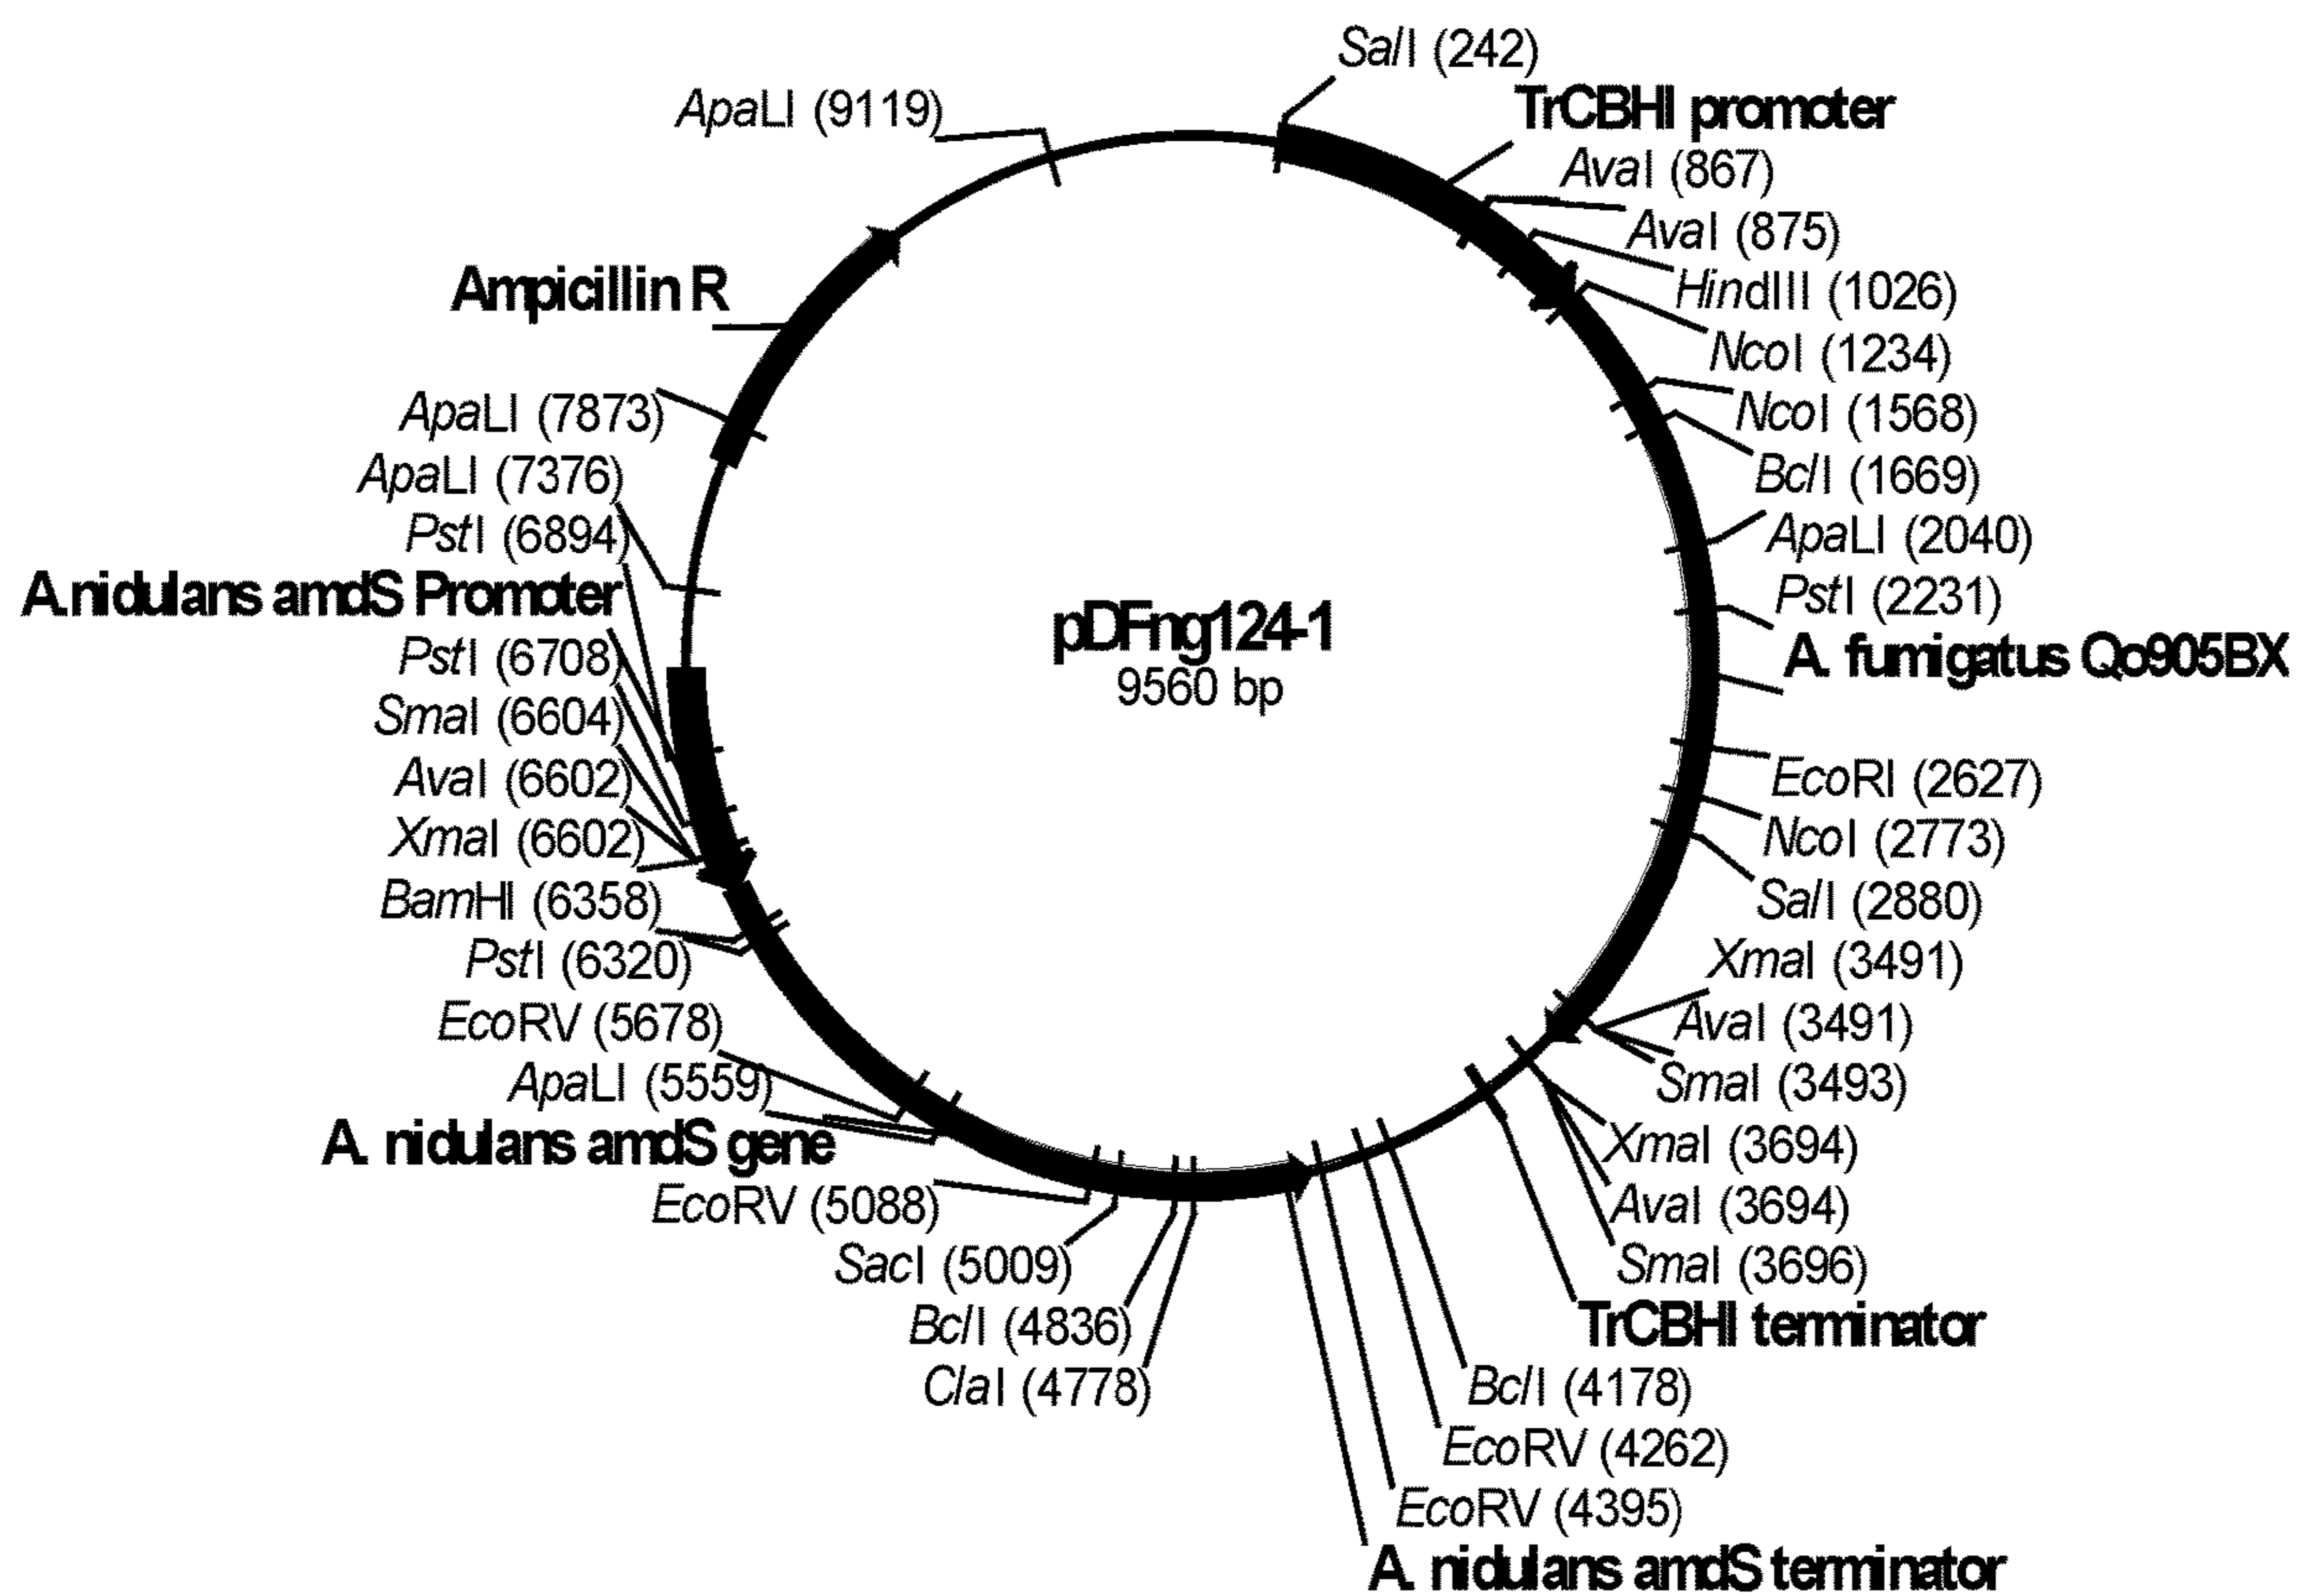 SalI (242)
TrCBHI promoter
AvaI (867)
AvaI (875)
HindIII (1026)
NcoI (1234)
NcoI (1568)
BclI (1669)
ApaLI (2040)
PstI (2231)
A. fumigatus Qo905BX
EcoRI (2627)
NcoI (2773)
SalI (2880)
XmaI (3491)
AvaI (3491)
SmaI (3493)
XmaI (3694)
AvaI (3694)
SmaI (3696)
TrCBHI terminator
BclI (4178)
EcoRV (4262)
EcoRV (4395)
A. nidulans amdS terminator
ClaI (4778)
BclI (4836)
SacI (5009)
EcoRV (5088)
A. nidulans amdS gene
ApaLI (5559)
EcoRV (5678)
PstI (6320)
BamHI (6358)
XmaI (6602)
AvaI (6602)
SmaI (6604)
PstI (6708)
A.nidulans amdS Promoter
PstI (6894)
ApaLI (7376)
ApaLI (7873)
Ampicillin R
ApaLI (9119)
pDFng124-1
9560 bp